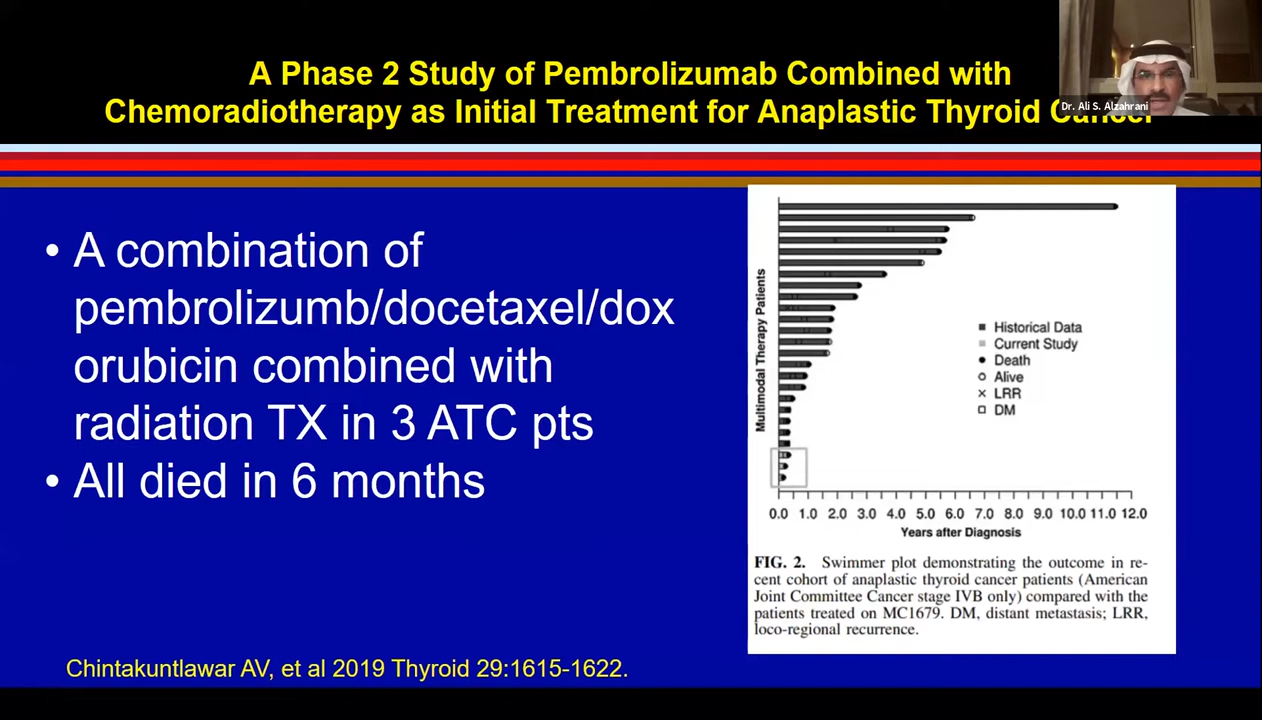 A Phase 2 Study of Pembrolizumab Combined with
Chemoradiotherapy as Initial Treatment for Anaplastic Thyroid Cancer
Dr. Ali S. Alzahrani
• A combination of
pembrolizumb/docetaxel/dox
orubicin combined with
radiation TX in 3 ATC pts
• All died in 6 months
Multimodal Therapy Patients
Historical Data
Current Study
Death
Alive
LRR
DM
0.0 1.0 2.0 3.0 4.0 5.0 6.0 7.0 8.0 9.0 10.0 11.0 12.0
Years after Diagnosis
FIG. 2. Swimmer plot demonstrating the outcome in re-
cent cohort of anaplastic thyroid cancer patients (American
Joint Committee Cancer stage IVB only) compared with the
patients treated on MC1679. DM, distant metastasis; LRR,
loco-regional recurrence.
Chintakuntlawar AV, et al 2019 Thyroid 29:1615-1622.